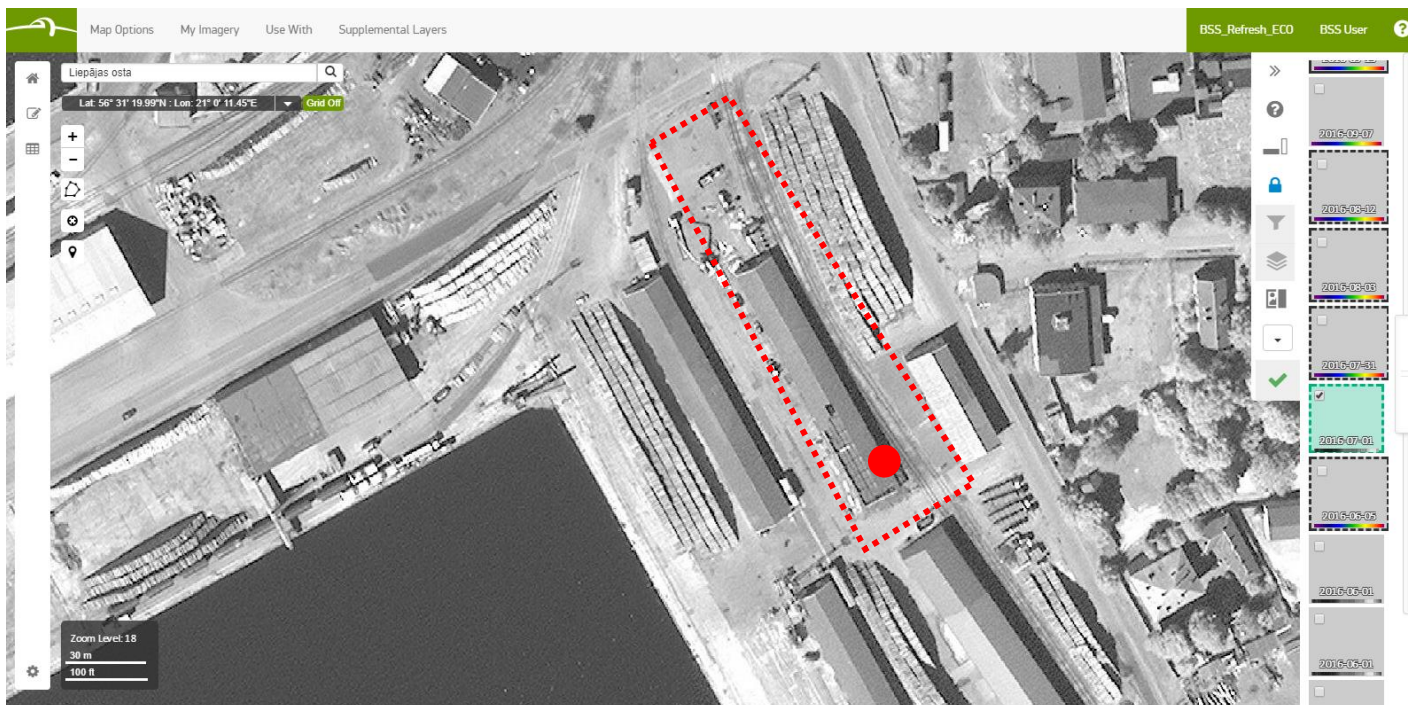 Map Options My Imagery Use With Supplemental Layers BSS_Refresh_ECO BSS User ?
Liepājas osta
Lat: 56° 31' 19.99"N : Lon: 21° 0' 11.45"E Grid Off
+
−
2016-09-07
2016-08-12
2016-08-03
2016-07-31
2016-07-01
2016-06-05
2016-06-01
2016-06-01
Zoom Level: 18
30 m
100 ft